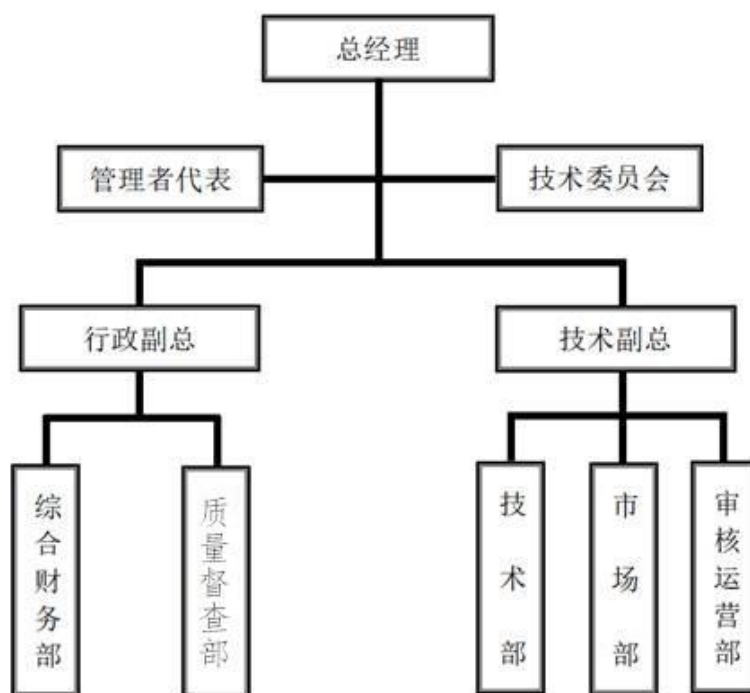 总经理
管理者代表
技术委员会
行政副总
技术副总
综合财务部
质量督查部
技术部
市场部
审核运营部